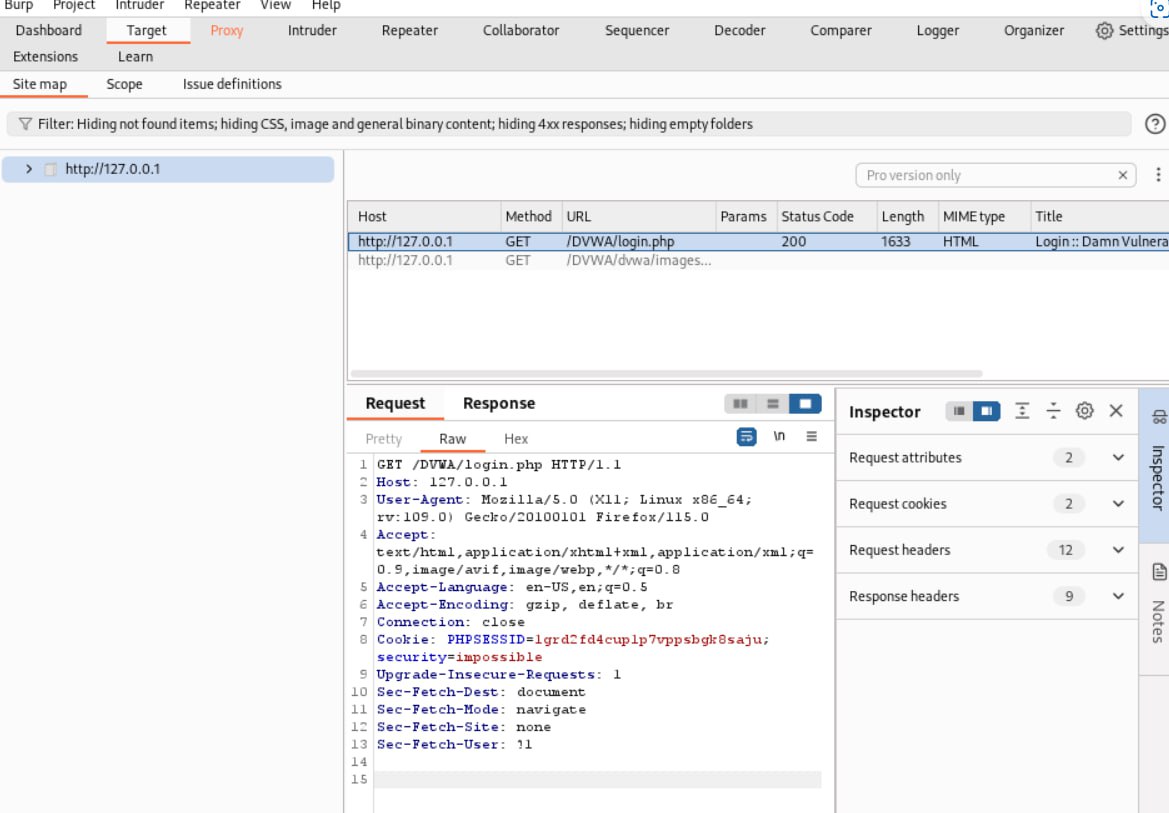 Burp Project Intruder Repeater View Help
Dashboard Target Proxy Intruder Repeater Collaborator Sequencer Decoder Comparer Logger Organizer Settings
Extensions Learn
Site map Scope Issue definitions
Filter: Hiding not found items; hiding CSS, image and general binary content; hiding 4xx responses; hiding empty folders
http://127.0.0.1
Pro version only
Host Method URL Params Status Code Length MIME type Title
http://127.0.0.1 GET /DVWA/login.php 200 1633 HTML Login :: Damn Vulnera
http://127.0.0.1 GET /DVWA/dvwa/images...
Request Response
Pretty Raw Hex \n
1 GET /DVWA/login.php HTTP/1.1
2 Host: 127.0.0.1
3 User-Agent: Mozilla/5.0 (X11; Linux x86_64;
rv:109.0) Gecko/20100101 Firefox/115.0
4 Accept:
text/html,application/xhtml+xml,application/xml;q=
0.9,image/avif,image/webp,*/*;q=0.8
5 Accept-Language: en-US,en;q=0.5
6 Accept-Encoding: gzip, deflate, br
7 Connection: close
8 Cookie: PHPSESSID=1grd2fd4cup1p7vppsbgk8saju;
security=impossible
9 Upgrade-Insecure-Requests: 1
10 Sec-Fetch-Dest: document
11 Sec-Fetch-Mode: navigate
12 Sec-Fetch-Site: none
13 Sec-Fetch-User: ?1
14
15
Inspector
Request attributes 2
Request cookies 2
Request headers 12
Response headers 9
Inspector
Notes